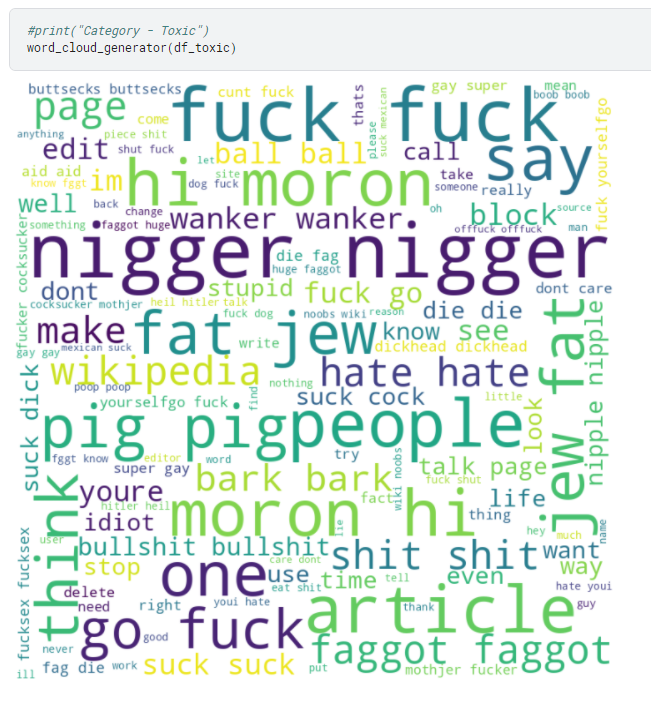 #print("Category - Toxic")
word_cloud_generator(df_toxic)
buttsecks buttsecks
cunt fuck
thats
gay super
mean
page
fuck fuck
boob boob
come
please
suck mexican
anything
piece shit
edit
shut fuck
let
ball ball
call
say
fuck yourselfgo
aid aid
know fggt
im
hi moron
site
dog fuck
take
someone
really
well
back
change
wanker wanker
oh
block
source
something
faggot huge
offfuck offfuck
man
fucker cocksucker
nigger nigger
die fag
huge faggot
dont
stupid
fuck go
dont care
cocksucker mothjer
heil hitler
talk
die die
make
fat jew
fuck dog
noobs wiki
reason
know
see
write
dickhead dickhead
gay gay
mexican suck
wikipedia
hate hate
jew fat
nipple nipple
poop poop
nothing
suck dick
yourselfgo fuck
find
suck cock
little
pig pig
people
look
fggt know
editor
word
try
super gay
bark bark
wiki noobs
talk page
fuck shut
think
youre
hitler heil
fact
life
idiot
moron hi
thing
lie
hey
much
name
fucksex fucksex
user
bullshit bullshit
shit shit
want
care dont
stop
one
use
eat shit
time
tell
even
way
hate youi
delete
need
right
youi hate
article
thank
guy
go fuck
good
never
faggot faggot
ill
fag die
work
suck suck
put
mothjer fucker